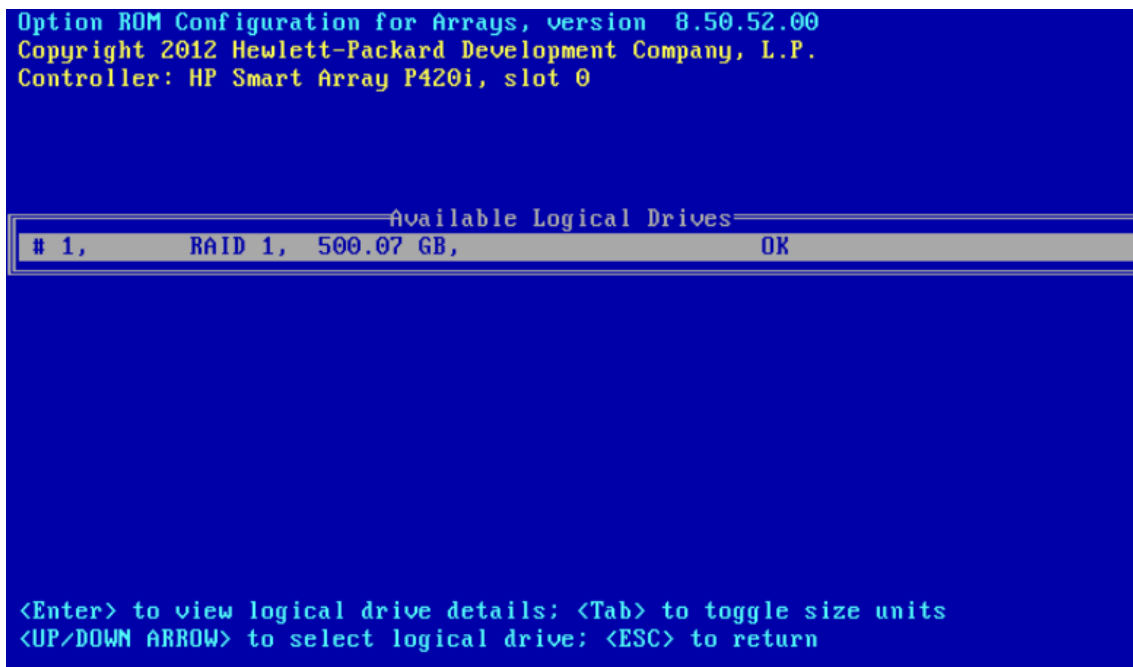 Option ROM Configuration for Arrays, version  8.50.52.00
Copyright 2012 Hewlett-Packard Development Company, L.P.
Controller: HP Smart Array P420i, slot 0
Available Logical Drives
# 1,        RAID 1,  500.07 GB,                    OK
<Enter> to view logical drive details; <Tab> to toggle size units
<UP/DOWN ARROW> to select logical drive; <ESC> to return